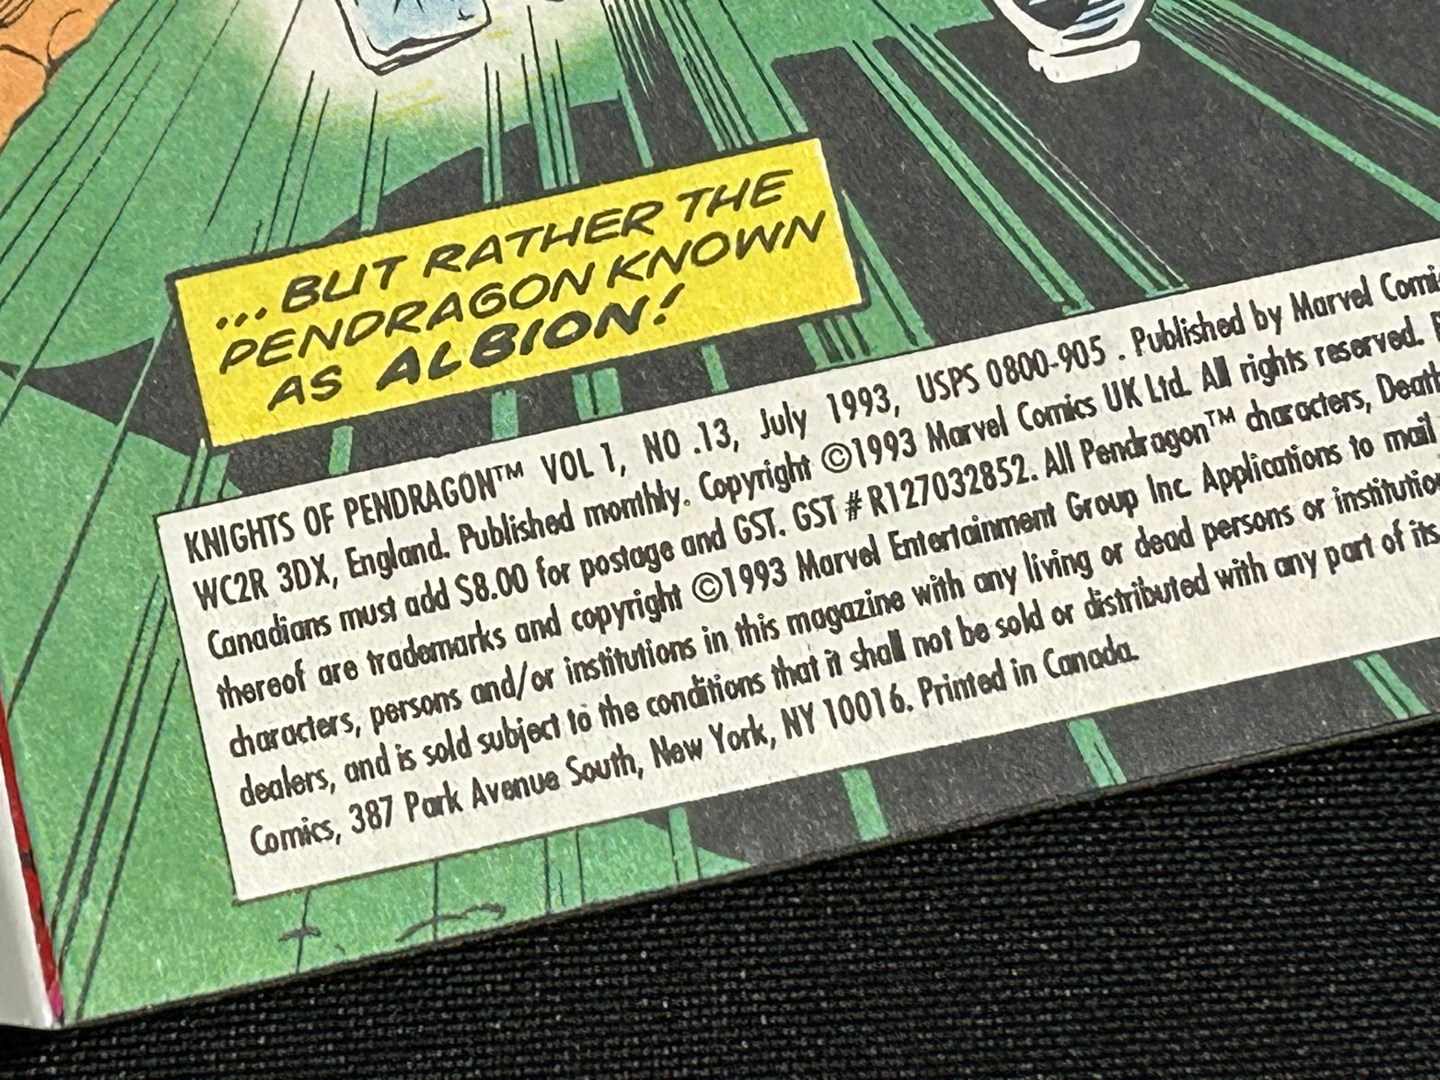 ...BUT RATHER THE
PENDRAGON KNOWN
AS ALBION!
KNIGHTS OF PENDRAGON™ VOL 1, NO .13, July 1993, USPS 0800-905 . Published by Marvel Comi
WC2R 3DX, England. Published monthly. Copyright ©1993 Marvel Comics UK Ltd. All rights reserved.
Canadians must add $8.00 for postage and GST. GST # R127032852. All Pendragon™ characters, Death
thereof are trademarks and copyright ©1993 Marvel Entertainment Group Inc. Applications to mail
characters, persons and/or institutions in this magazine with any living or dead persons or institutio
dealers, and is sold subject to the conditions that it shall not be sold or distributed with any part of its
Comics, 387 Park Avenue South, New York, NY 10016. Printed in Canada.